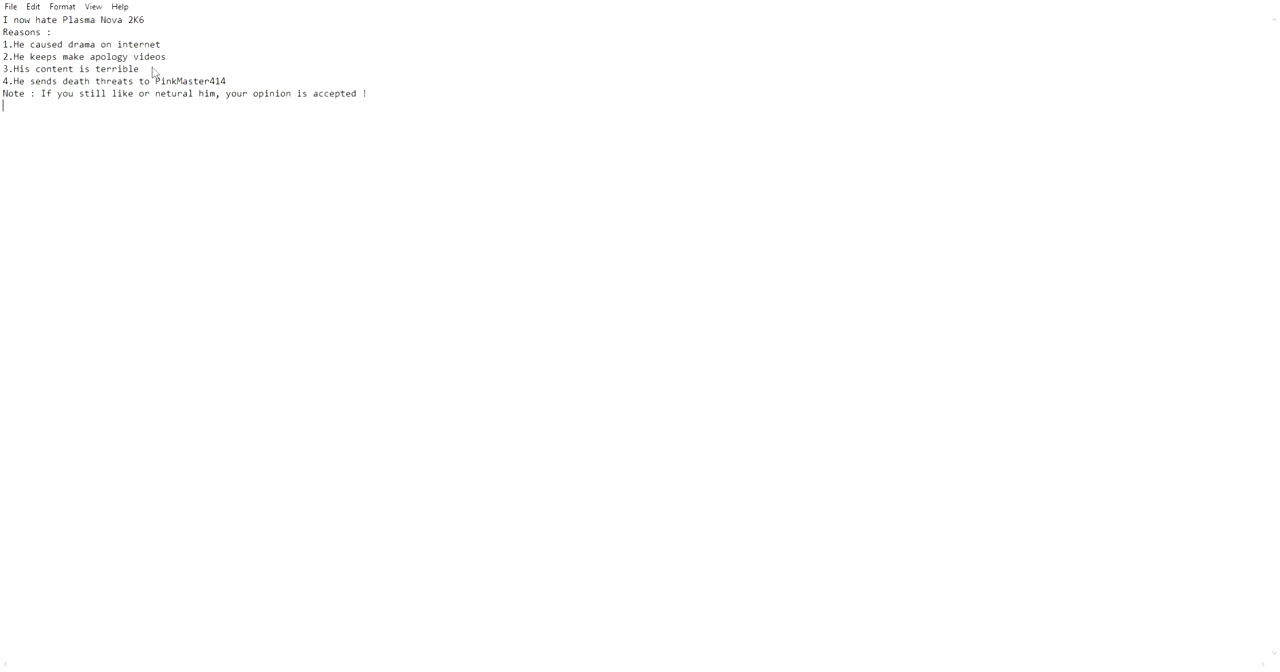 File Edit Format View Help
I now hate Plasma Nova 2K6
Reasons :
1.He caused drama on internet
2.He keeps make apology videos
3.His content is terrible
4.He sends death threats to PinkMaster414
Note : If you still like or netural him, your opinion is accepted !